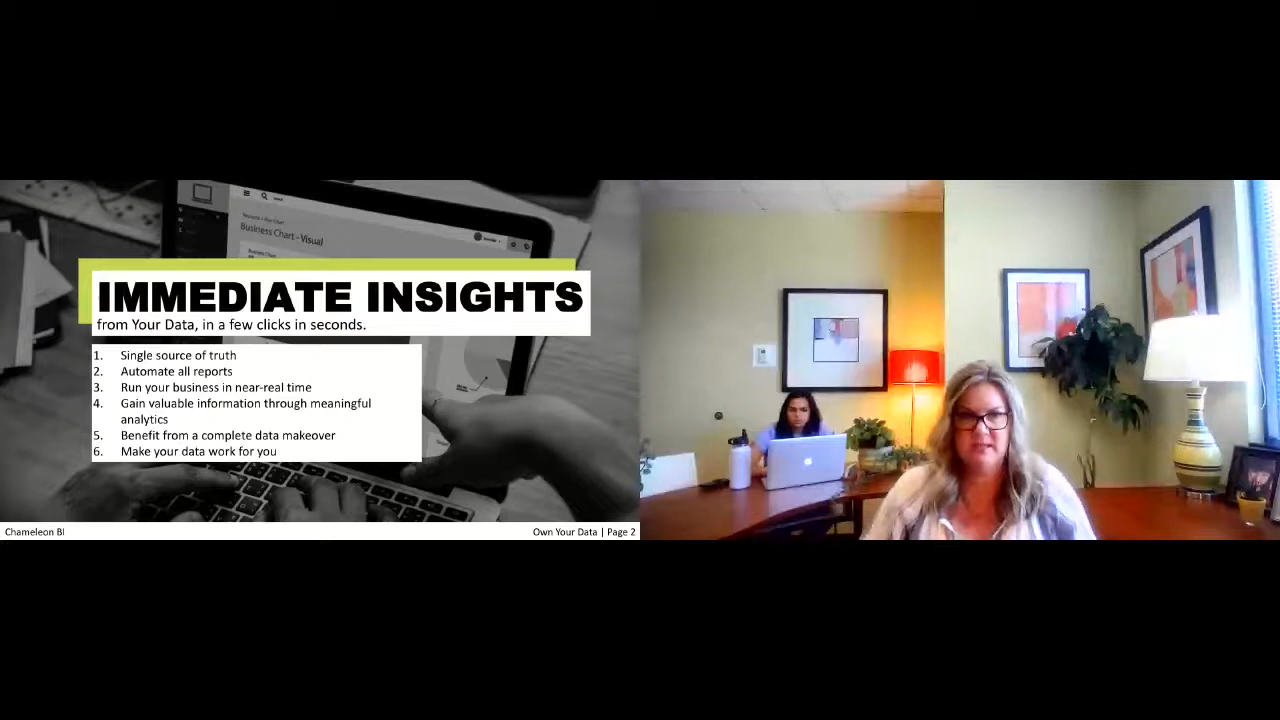 Business Chart - Visual
IMMEDIATE INSIGHTS
from Your Data, in a few clicks in seconds.
1. Single source of truth
2. Automate all reports
3. Run your business in near-real time
4. Gain valuable information through meaningful
analytics
5. Benefit from a complete data makeover
6. Make your data work for you
Chameleon BI
Own Your Data | Page 2